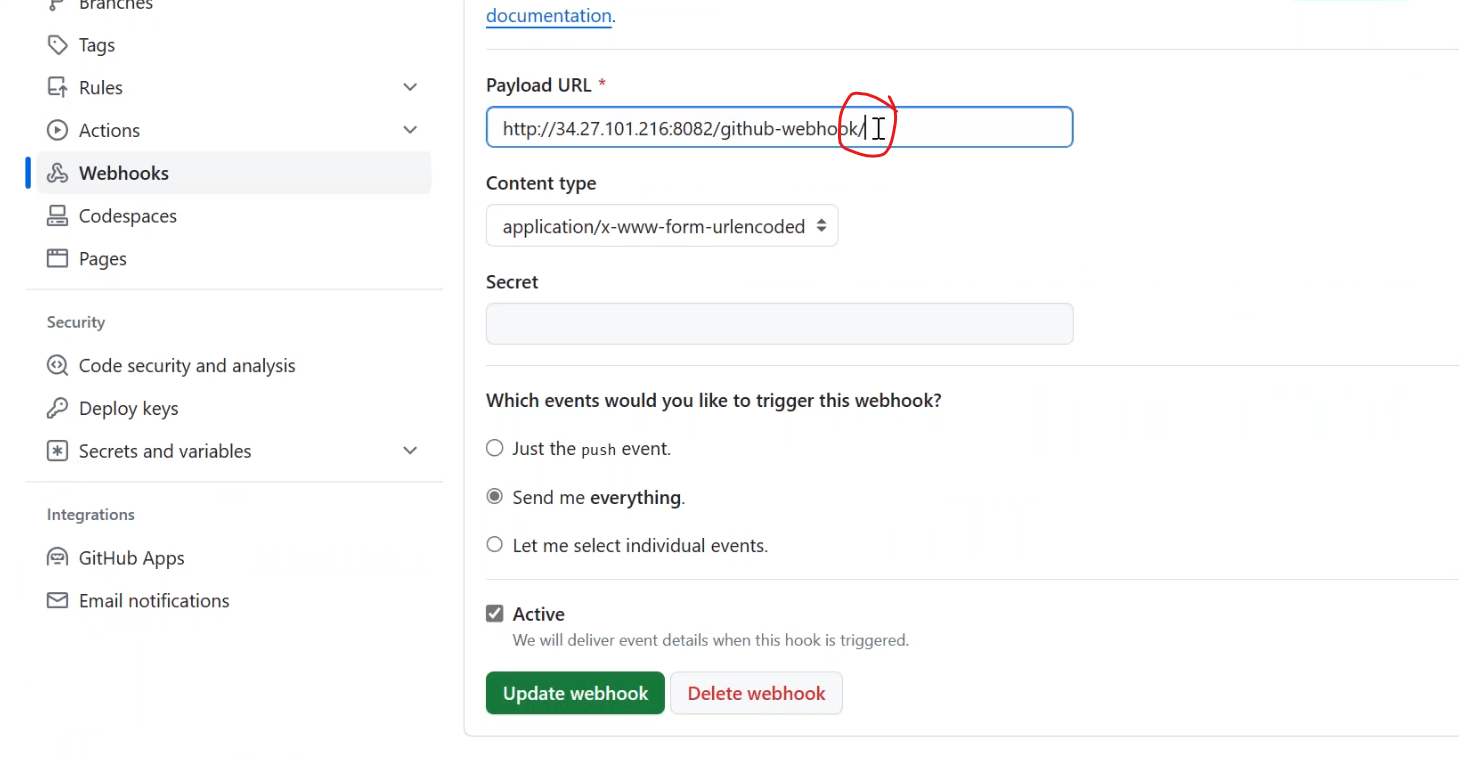 Branches
Tags
Rules
Actions
Webhooks
Codespaces
Pages
Security
Code security and analysis
Deploy keys
Secrets and variables
Integrations
GitHub Apps
Email notifications
documentation.
Payload URL *
http://34.27.101.216:8082/github-webhook/
Content type
application/x-www-form-urlencoded
Secret
Which events would you like to trigger this webhook?
Just the push event.
Send me everything.
Let me select individual events.
Active
We will deliver event details when this hook is triggered.
Update webhook
Delete webhook